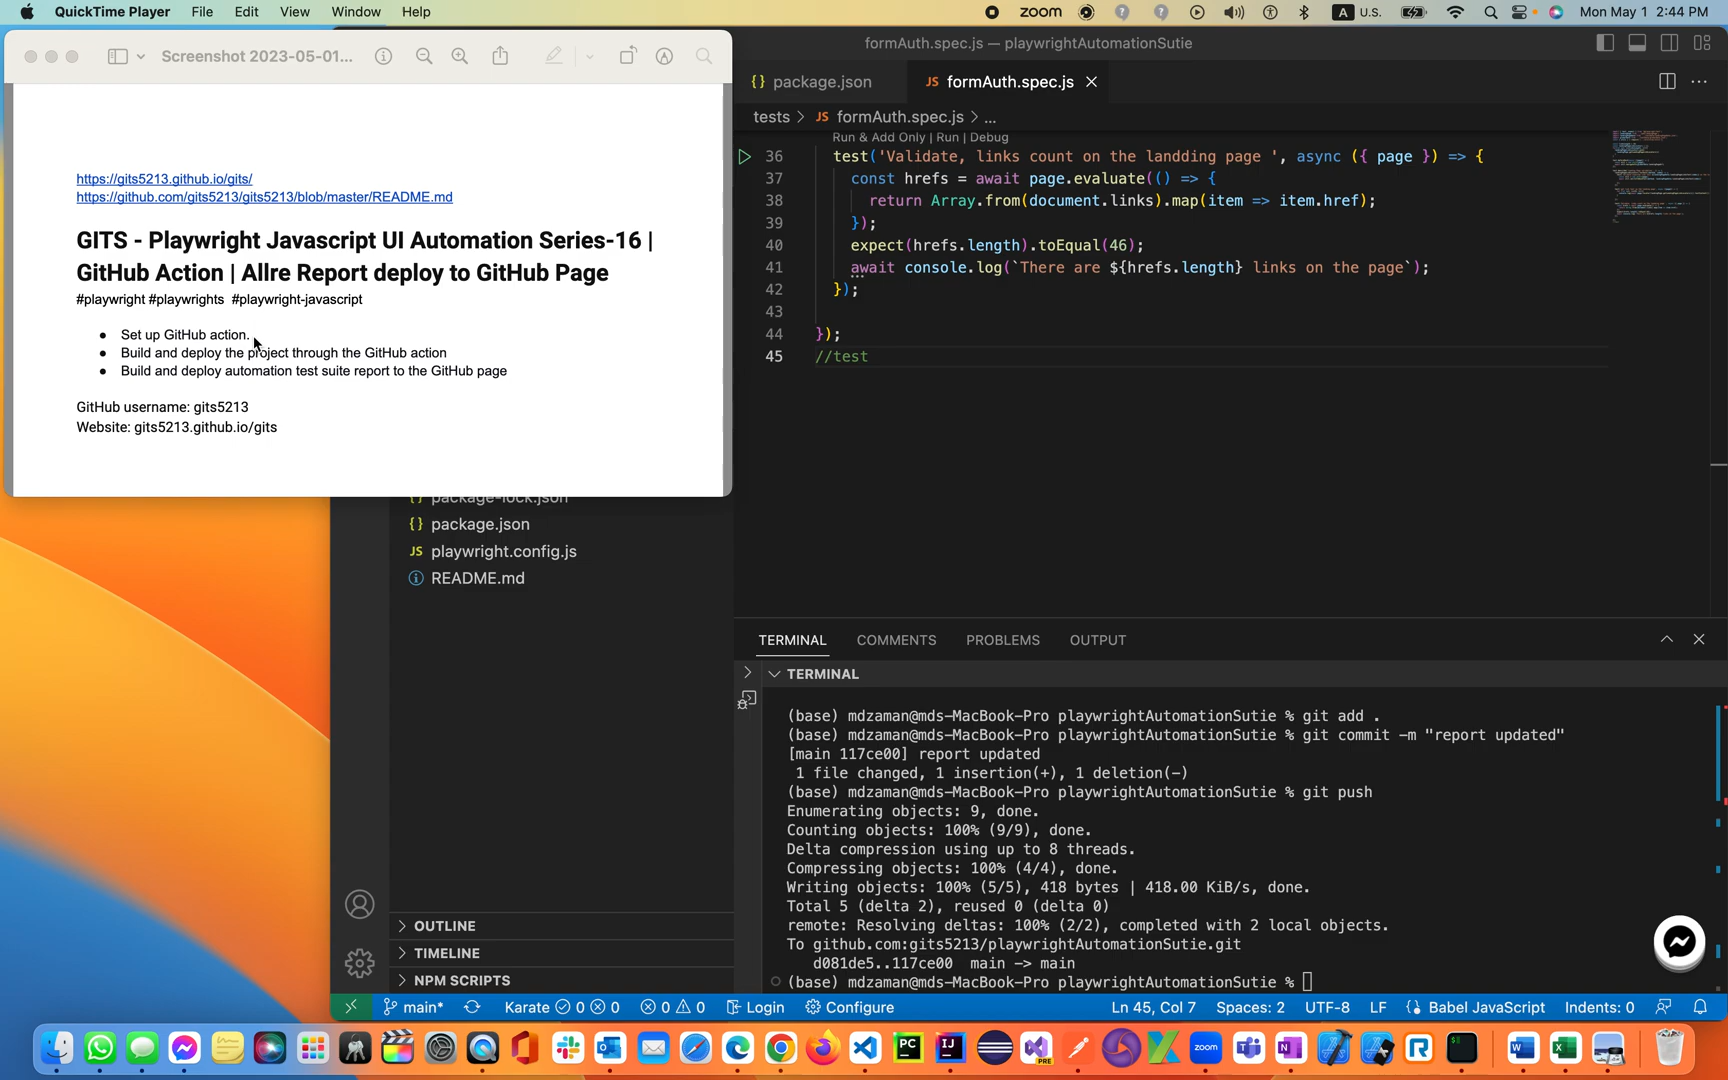 QuickTime Player File Edit View Window Help
zoom A U.S. Mon May 1 2:44 PM
Screenshot 2023-05-01...
https://gits5213.github.io/gits/
https://github.com/gits5213/gits5213/blob/master/README.md
GITS - Playwright Javascript UI Automation Series-16 |
GitHub Action | Allre Report deploy to GitHub Page
#playwright #playwrights #playwright-javascript
● Set up GitHub action.
● Build and deploy the project through the GitHub action
● Build and deploy automation test suite report to the GitHub page
GitHub username: gits5213
Website: gits5213.github.io/gits
formAuth.spec.js — playwrightAutomationSutie
{} package.json JS formAuth.spec.js
tests > JS formAuth.spec.js > ...
Run & Add Only | Run | Debug
36 test('Validate, links count on the landding page ', async ({ page }) => {
37 const hrefs = await page.evaluate(() => {
38 return Array.from(document.links).map(item => item.href);
39 });
40 expect(hrefs.length).toEqual(46);
41 await console.log(`There are ${hrefs.length} links on the page`);
42 });
43
44 });
45 //test
{} package-lock.json
{} package.json
JS playwright.config.js
README.md
OUTLINE
TIMELINE
NPM SCRIPTS
TERMINAL COMMENTS PROBLEMS OUTPUT
TERMINAL
(base) mdzaman@mds-MacBook-Pro playwrightAutomationSutie % git add .
(base) mdzaman@mds-MacBook-Pro playwrightAutomationSutie % git commit -m "report updated"
[main 117ce00] report updated
1 file changed, 1 insertion(+), 1 deletion(-)
(base) mdzaman@mds-MacBook-Pro playwrightAutomationSutie % git push
Enumerating objects: 9, done.
Counting objects: 100% (9/9), done.
Delta compression using up to 8 threads.
Compressing objects: 100% (4/4), done.
Writing objects: 100% (5/5), 418 bytes | 418.00 KiB/s, done.
Total 5 (delta 2), reused 0 (delta 0)
remote: Resolving deltas: 100% (2/2), completed with 2 local objects.
To github.com:gits5213/playwrightAutomationSutie.git
d081de5..117ce00 main -> main
(base) mdzaman@mds-MacBook-Pro playwrightAutomationSutie %
main* Karate 0 0 0 0 Login Configure Ln 45, Col 7 Spaces: 2 UTF-8 LF {} Babel JavaScript Indents: 0
PC IJ PRE zoom